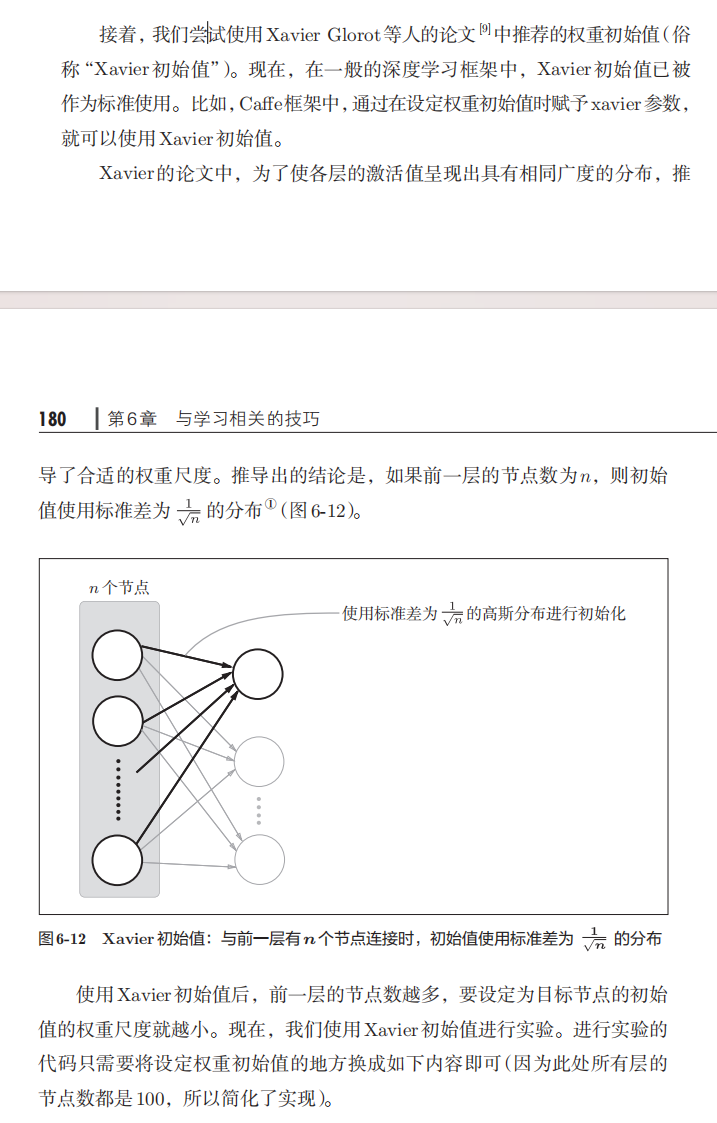 接着，我们尝试使用Xavier Glorot等人的论文[9]中推荐的权重初始值（俗
称“Xavier初始值”）。现在，在一般的深度学习框架中，Xavier初始值已被
作为标准使用。比如，Caffe框架中，通过在设定权重初始值时赋予xavier参数，
就可以使用Xavier初始值。
Xavier的论文中，为了使各层的激活值呈现出具有相同广度的分布，推
180 第6章 与学习相关的技巧
导了合适的权重尺度。推导出的结论是，如果前一层的节点数为n，则初始
值使用标准差为 1/√n 的分布①（图6-12）。
n个节点
使用标准差为 1/√n 的高斯分布进行初始化
图6-12 Xavier初始值：与前一层有n个节点连接时，初始值使用标准差为 1/√n 的分布
使用Xavier初始值后，前一层的节点数越多，要设定为目标节点的初始
值的权重尺度就越小。现在，我们使用Xavier初始值进行实验。进行实验的
代码只需要将设定权重初始值的地方换成如下内容即可（因为此处所有层的
节点数都是100，所以简化了实现）。